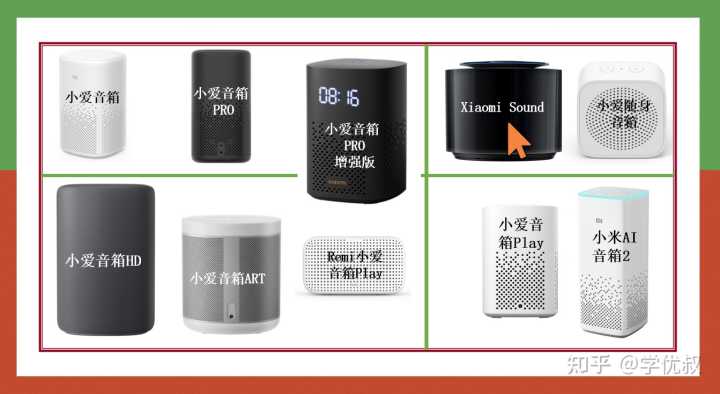 小爱音箱
小爱音箱
PRO
08:16
小爱音箱
PRO
增强版
XIAOMI
Xiaomi Sound
小爱随身
音箱
小爱音箱HD
小爱音箱ART
Remi小爱
音箱Play
小爱音
箱Play
小米AI
音箱2
知乎 @学优叔